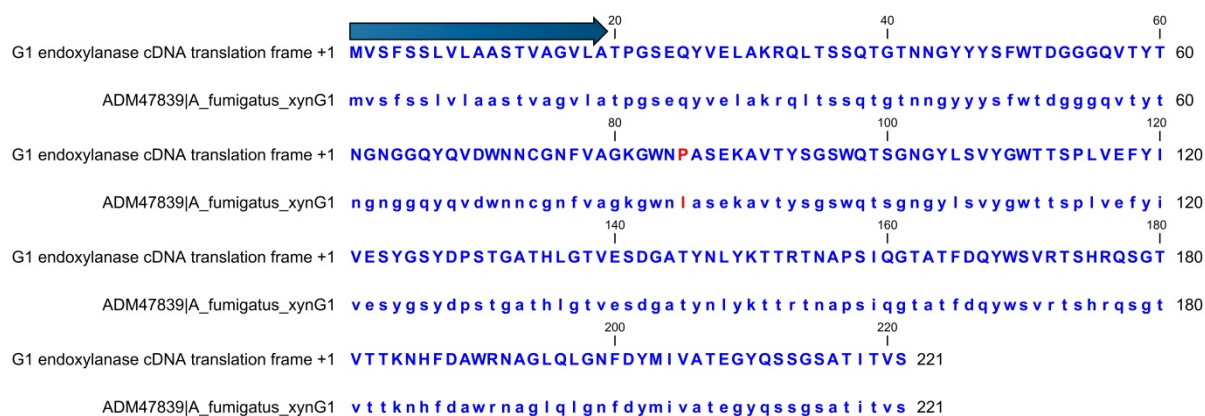 20 40 60
G1 endoxylanase cDNA translation frame +1 MVSFSSLVLAASTVAGVLATPGSEQYVELAKRQLTSSQTGTNNGYYYSFWTDGGGQVTYT 60
ADM47839|A_fumigatus_xynG1 mvsfsslvlaastvagvlatpgseqyvelakrqltssqtgtnngyyysfwtdgggqvtyt 60
80 100 120
G1 endoxylanase cDNA translation frame +1 NGNGGQYQVDWNNCGNFVAGKGWNPASEKAVTYSGSWQTSGNGYLSVYGWTTSPLVEFYI 120
ADM47839|A_fumigatus_xynG1 ngnggqyqvdwnncgnfvagkgwnlasekavtysgswqtsgngylsvygwttsplvefyi 120
140 160 180
G1 endoxylanase cDNA translation frame +1 VESYGSYDPSTGATHLGTVESDGATYNLYKTTRTNAPSIQGTATFDQYWSVRTSHRQSGT 180
ADM47839|A_fumigatus_xynG1 vesygsydpstgathlgtvesdgatynlykttrtnapsiqgtatfdqywsvrtshrqsgt 180
200 220
G1 endoxylanase cDNA translation frame +1 VTTKNHFDAWRNAGLQLGNFDYMIVATEGYQSSGSATITVS 221
ADM47839|A_fumigatus_xynG1 vttknhfdawrnaglqlgnfdymivategyqssgsatitvs 221